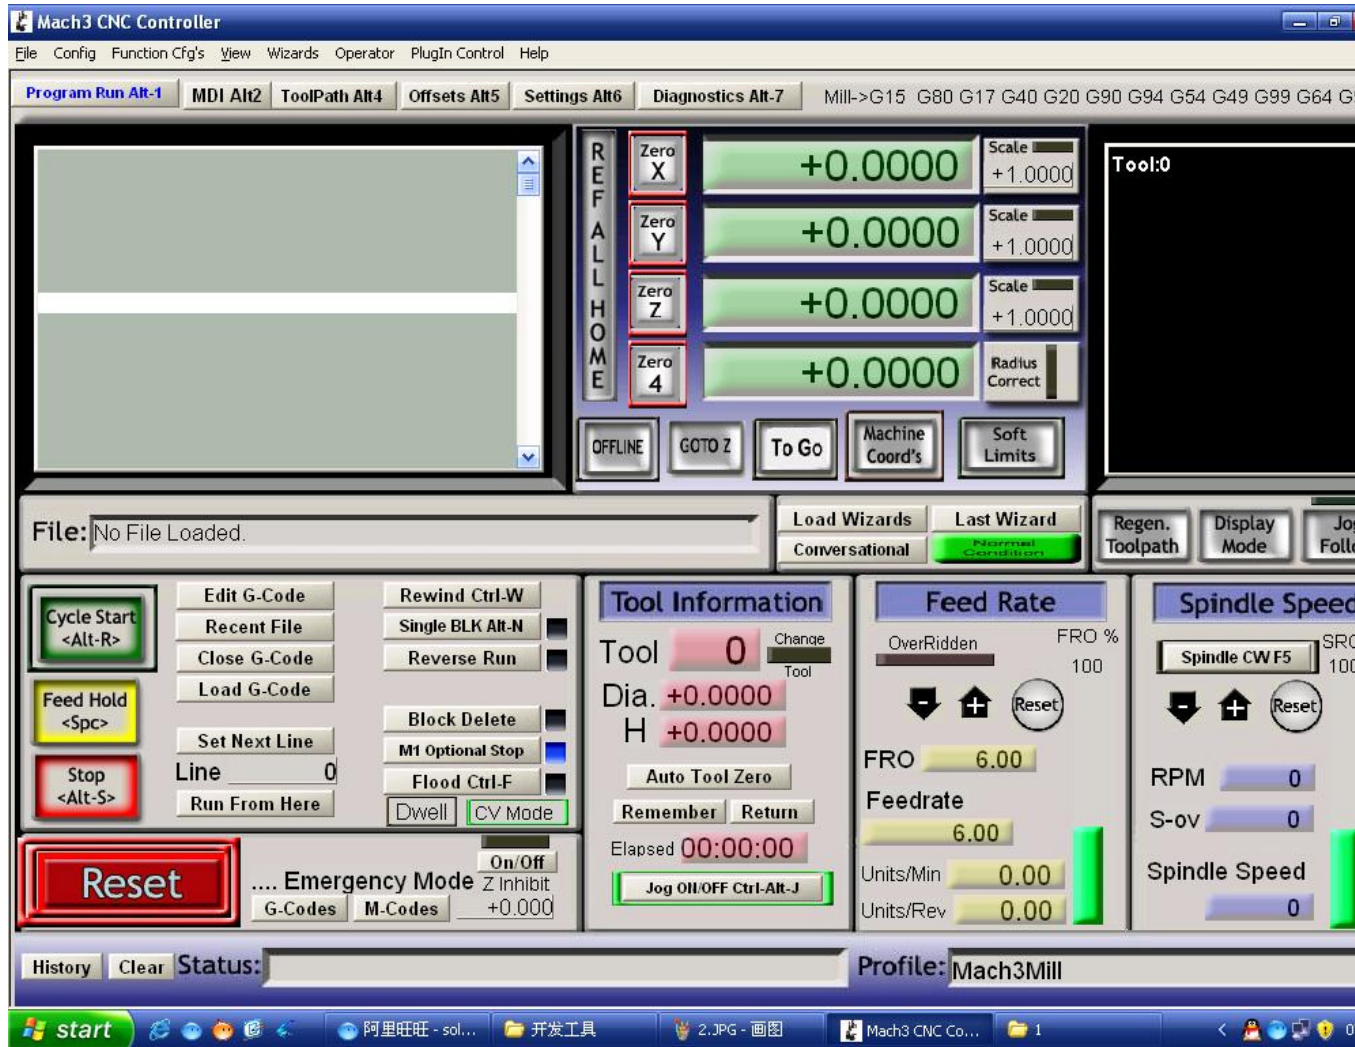 Mach3 CNC Controller
File Config Function Cfg's View Wizards Operator PlugIn Control Help
Program Run Alt-1 MDI Alt2 ToolPath Alt4 Offsets Alt5 Settings Alt6 Diagnostics Alt-7 Mill->G15 G80 G17 G40 G20 G90 G94 G54 G49 G99 G64 G
REF ALL HOME
Zero X +0.0000 Scale +1.0000
Zero Y +0.0000 Scale +1.0000
Zero Z +0.0000 Scale +1.0000
Zero 4 +0.0000 Radius Correct
OFFLINE GOTO Z To Go Machine Coord's Soft Limits
Tool:0
File: No File Loaded.
Load Wizards Last Wizard
Conversational Normal Condition
Regen. Toolpath Display Mode Jog Follo
Cycle Start <Alt-R>
Feed Hold <Spc>
Stop <Alt-S>
Edit G-Code
Recent File
Close G-Code
Load G-Code
Set Next Line
Line 0
Run From Here
Rewind Ctrl-W
Single BLK Alt-N
Reverse Run
Block Delete
M1 Optional Stop
Flood Ctrl-F
Dwell CV Mode
Reset
.... Emergency Mode
G-Codes M-Codes
On/Off
Z Inhibit
+0.000
Tool Information
Tool 0 Change Tool
Dia. +0.0000
H +0.0000
Auto Tool Zero
Remember Return
Elapsed 00:00:00
Jog ON/OFF Ctrl-Alt-J
Feed Rate
OverRidden FRO %
100
Reset
FRO 6.00
Feedrate
6.00
Units/Min 0.00
Units/Rev 0.00
Spindle Speed
Spindle CW F5 SRO
100
Reset
RPM 0
S-ov 0
Spindle Speed
0
History Clear Status:
Profile: Mach3Mill
start 阿里旺旺 - sol... 开发工具 2.JPG - 画图 Mach3 CNC Co... 1 0